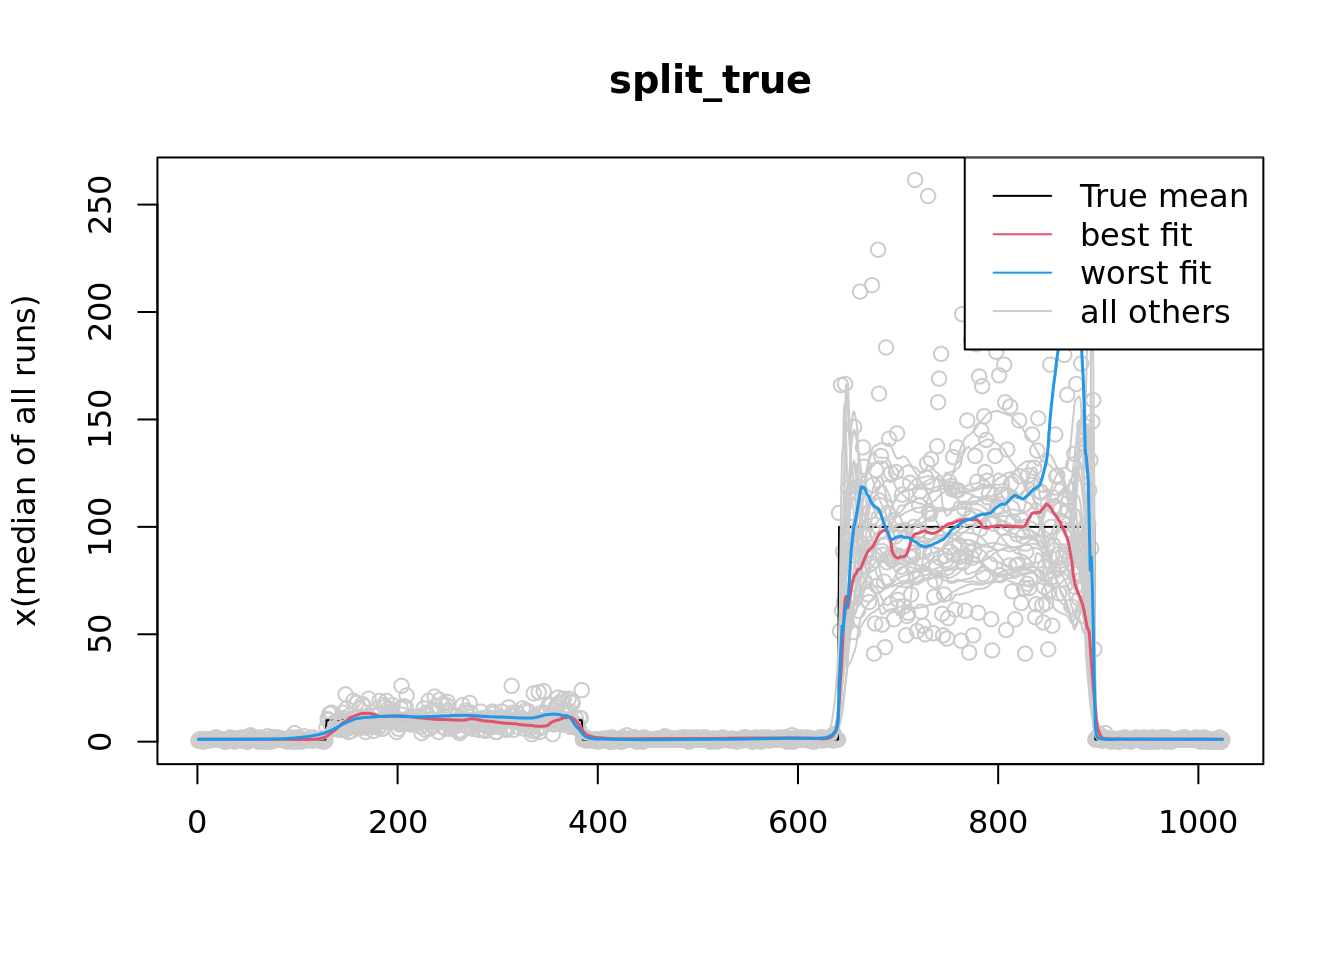 split_true
x(median of all runs)
250
200
150
100
50
0
0 200 400 600 800 1000
True mean
best fit
worst fit
all others